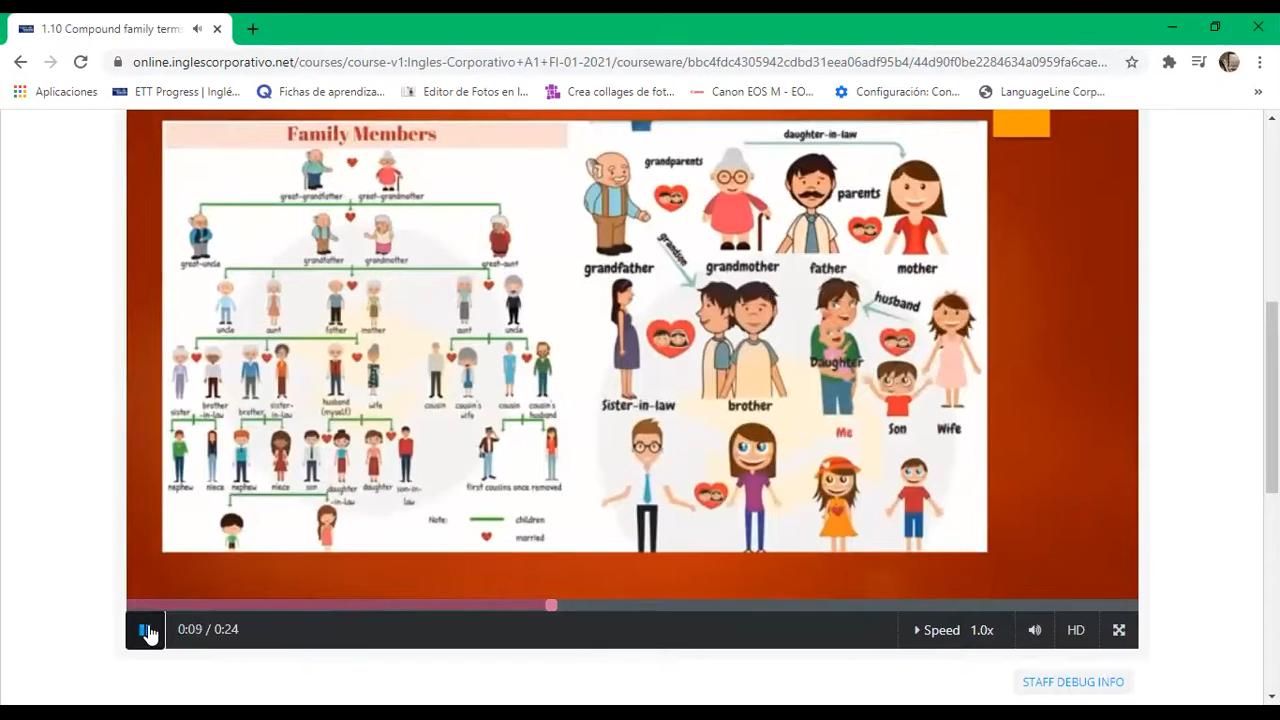 1.10 Compound family term:
online.inglescorporativo.net/courses/course-v1:Ingles-Corporativo+A1+FI-01-2021/courseware/bbc4fdc4305942cdbd31eea06adf95b4/44d90f0be2284634a0959fa6cae...
Aplicaciones
ETT Progress | Inglé...
Fichas de aprendiza...
Editor de Fotos en l...
Crea collages de fot...
Canon EOS M - EO...
Configuración: Con...
LanguageLine Corp...
»
Family Members
great-grandfather great-grandmother
great-uncle grandfather grandmother great-aunt
uncle aunt father mother aunt uncle
sister brother-in-law brother sister-in-law husband (myself) wife cousin cousin's wife cousin cousin's husband
nephew niece nephew niece son daughter-in-law daughter son-in-law first cousins once removed
Note: children
married
daughter-in-law
grandparents
parents
grandson
grandfather grandmother father mother
husband
Daughter
Sister-in-law brother
Me Son Wife
0:09 / 0:24
Speed 1.0x
HD
STAFF DEBUG INFO